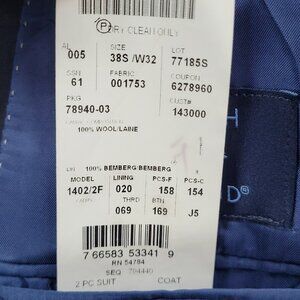 P DRY CLEAN ONLY
AL SIZE LOT
005 38S /W32 77185S
SSN FABRIC COUPON
61 001753 6278960
PKG CUST#
78940-03 143000
100% WOOL/LAINE
100% BEMBERG/BEMBERG
MODEL LINING PCS-F PCS-C
1402/2F 020 158 154
THRD BTN
069 169 J5
7 66583 53341 9
RN 54784
SEQ 704440
2 PC SUIT COAT
H
D®